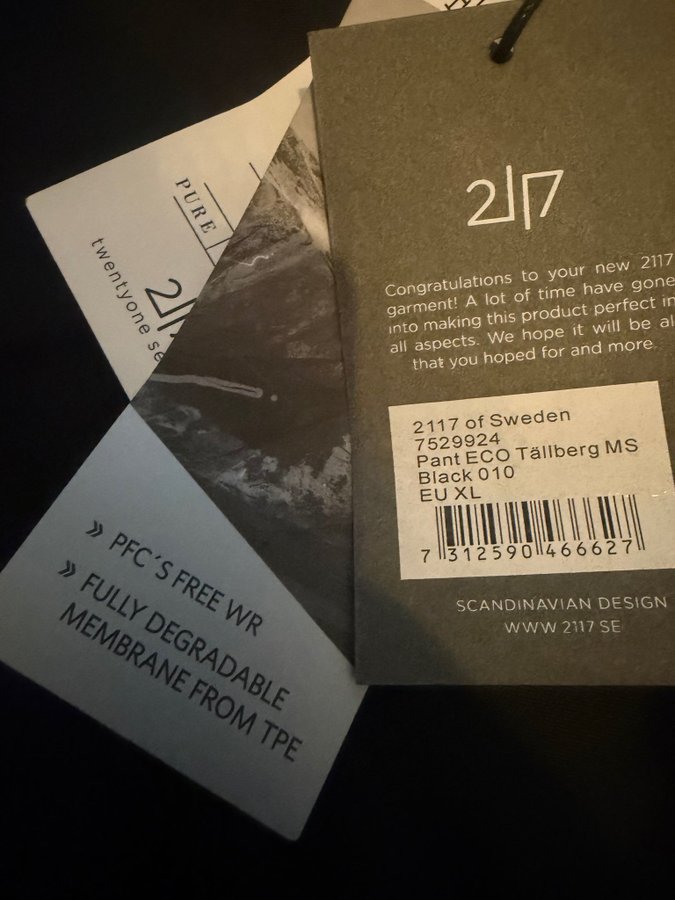 PURE
2117
twentyone se
2117
Congratulations to your new 2117
garment! A lot of time have gone
into making this product perfect in
all aspects. We hope it will be al
that you hoped for and more.
2117 of Sweden
7529924
Pant ECO Tällberg MS
Black 010
EU XL
7 312590 466627
SCANDINAVIAN DESIGN
WWW 2117 SE
» PFC´S FREE WR
» FULLY DEGRADABLE
MEMBRANE FROM TPE